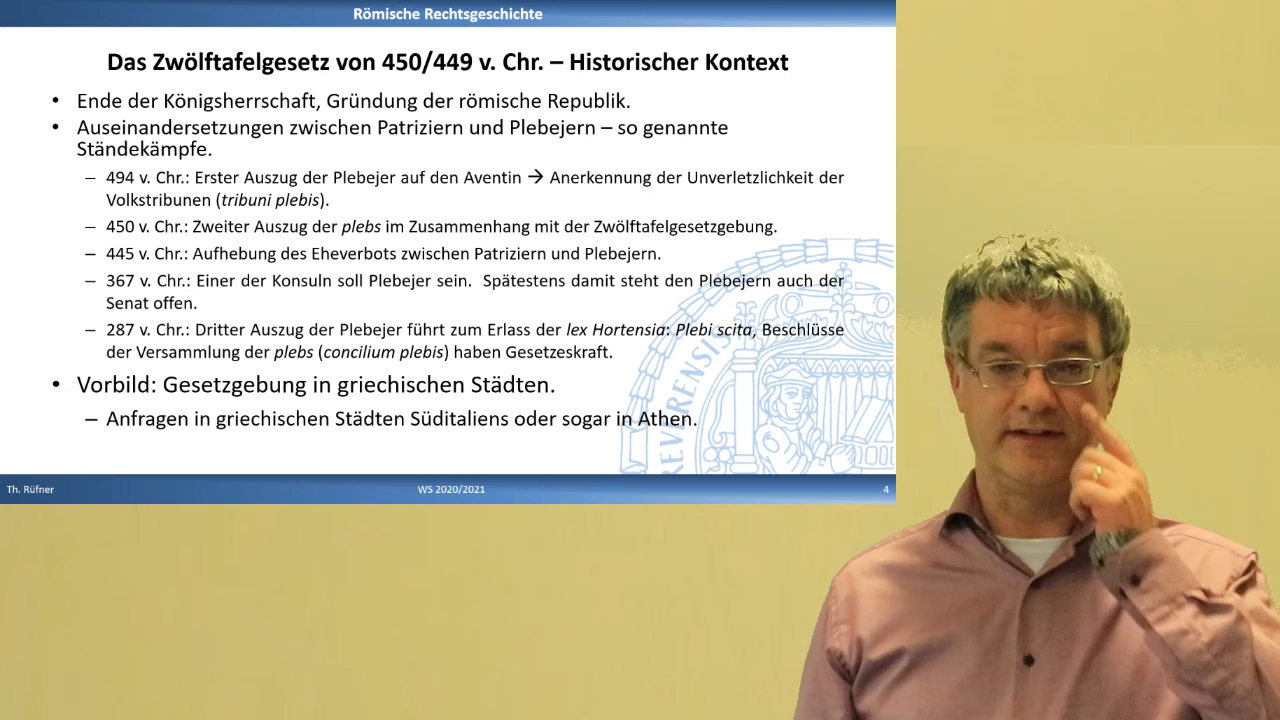 Römische Rechtsgeschichte
Das Zwölftafelgesetz von 450/449 v. Chr. – Historischer Kontext
• Ende der Königsherrschaft, Gründung der römische Republik.
• Auseinandersetzungen zwischen Patriziern und Plebejern – so genannte
Ständekämpfe.
– 494 v. Chr.: Erster Auszug der Plebejer auf den Aventin → Anerkennung der Unverletzlichkeit der
Volkstribunen (tribuni plebis).
– 450 v. Chr.: Zweiter Auszug der plebs im Zusammenhang mit der Zwölftafelgesetzgebung.
– 445 v. Chr.: Aufhebung des Eheverbots zwischen Patriziern und Plebejern.
– 367 v. Chr.: Einer der Konsuln soll Plebejer sein. Spätestens damit steht den Plebejern auch der
Senat offen.
– 287 v. Chr.: Dritter Auszug der Plebejer führt zum Erlass der lex Hortensia: Plebi scita, Beschlüsse
der Versammlung der plebs (concilium plebis) haben Gesetzeskraft.
• Vorbild: Gesetzgebung in griechischen Städten.
– Anfragen in griechischen Städten Süditaliens oder sogar in Athen.
REVERENSIS
Th. Rüfner
WS 2020/2021
4